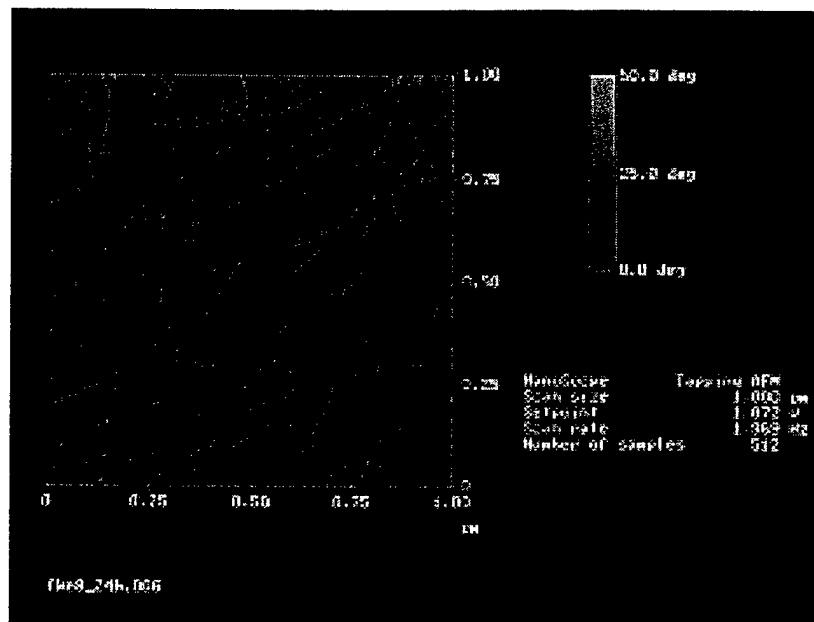 1.00
0.75
0.50
0.25
0
0 0.25 0.50 0.75 1.00
50.0 deg
25.0 deg
0.0 deg
NanoScope Tapping AFM
Scan size 1.000
Setpoint
Scan rate Hz
Number of samples 512